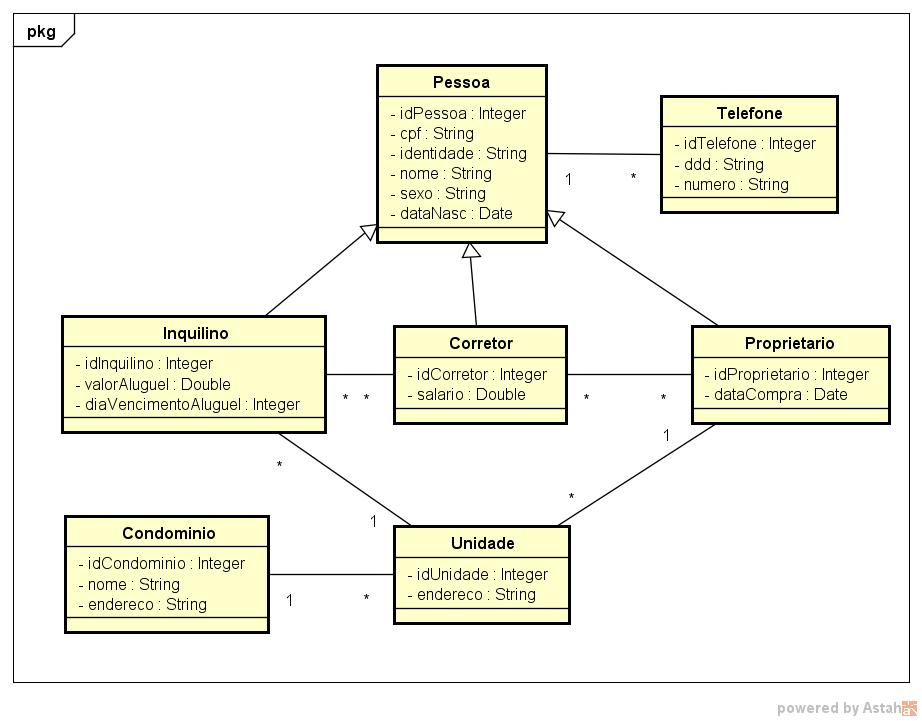 pkg
Pessoa
- idPessoa : Integer
- cpf : String
- identidade : String
- nome : String
- sexo : String
- dataNasc : Date
Telefone
- idTelefone : Integer
- ddd : String
- numero : String
1
*
Inquilino
- idInquilino : Integer
- valorAluguel : Double
- diaVencimentoAluguel : Integer
* *
Corretor
- idCorretor : Integer
- salario : Double
*
*
Proprietario
- idProprietario : Integer
- dataCompra : Date
1
*
*
1
Condominio
- idCondominio : Integer
- nome : String
- endereco : String
1
*
Unidade
- idUnidade : Integer
- endereco : String
powered by Astah